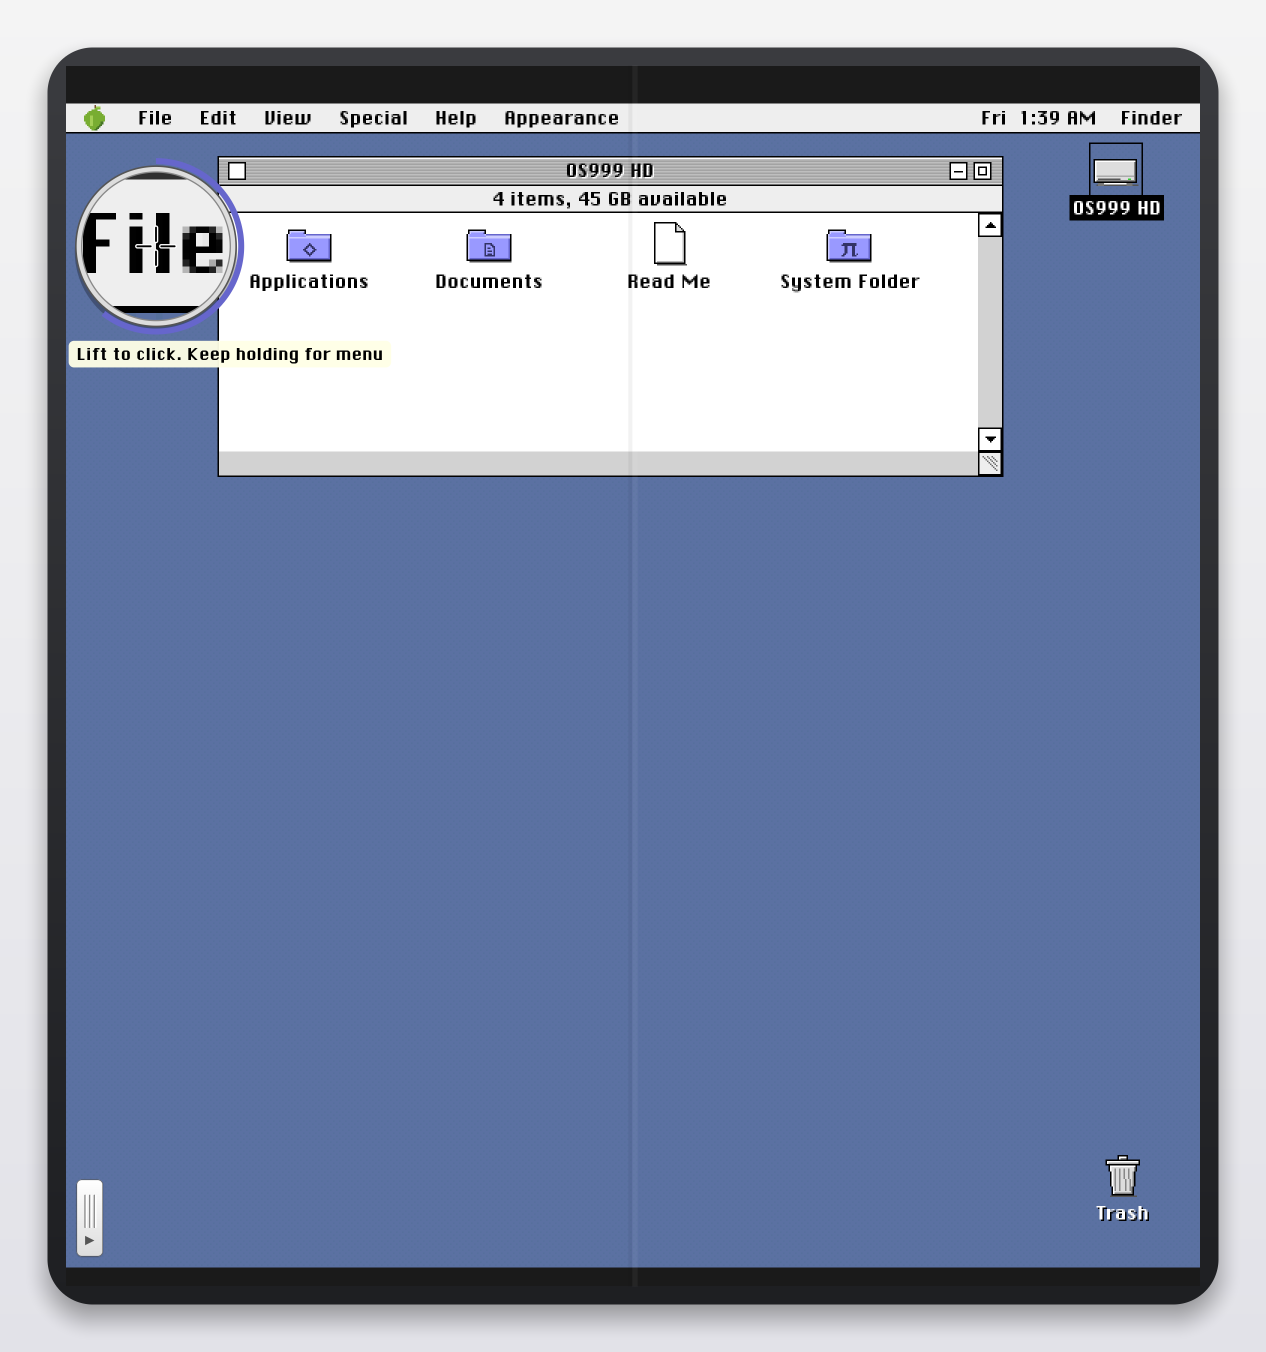 File Edit View Special Help Appearance Fri 1:39 AM Finder
OS999 HD
4 items, 45 GB available
OS999 HD
File
Applications Documents Read Me System Folder
Lift to click. Keep holding for menu
Trash